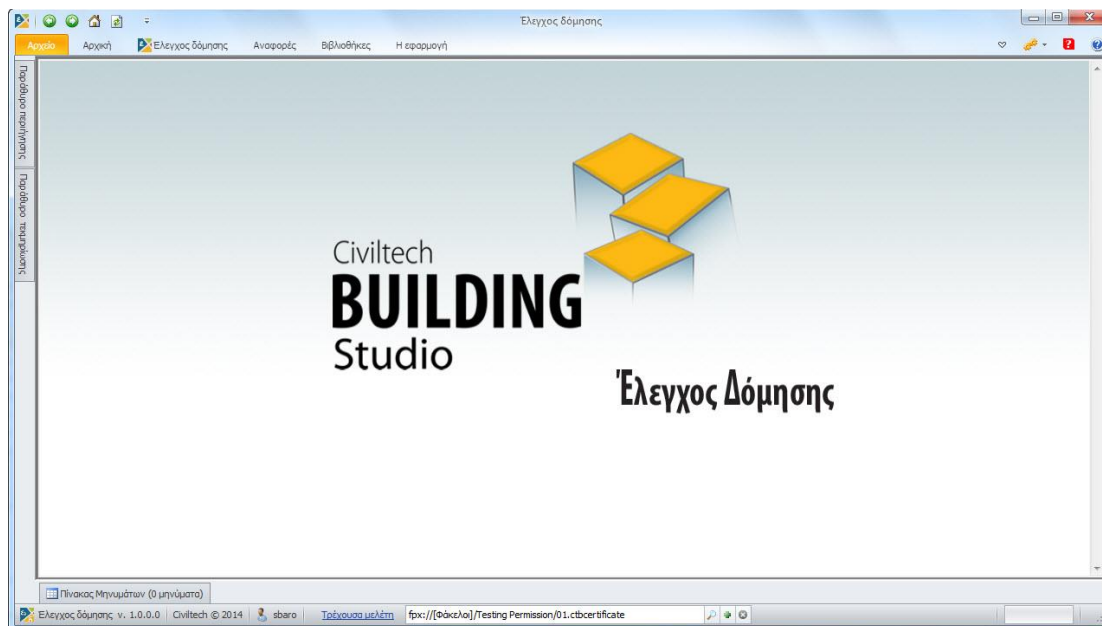 Έλεγχος δόμησης
Αρχείο Αρχική Έλεγχος δόμησης Αναφορές Βιβλιοθήκες Η εφαρμογή
Παράθυρο περιήγησης
Παράθυρο τεκμηρίωσης
Civiltech
BUILDING
Studio
Έλεγχος Δόμησης
Πίνακας Μηνυμάτων (0 μηνύματα)
Έλεγχος δόμησης v. 1.0.0.0 Civiltech © 2014 sbaro Τρέχουσα μελέτη fpx://[Φάκελοι]/Testing Permission/01.ctbcertificate